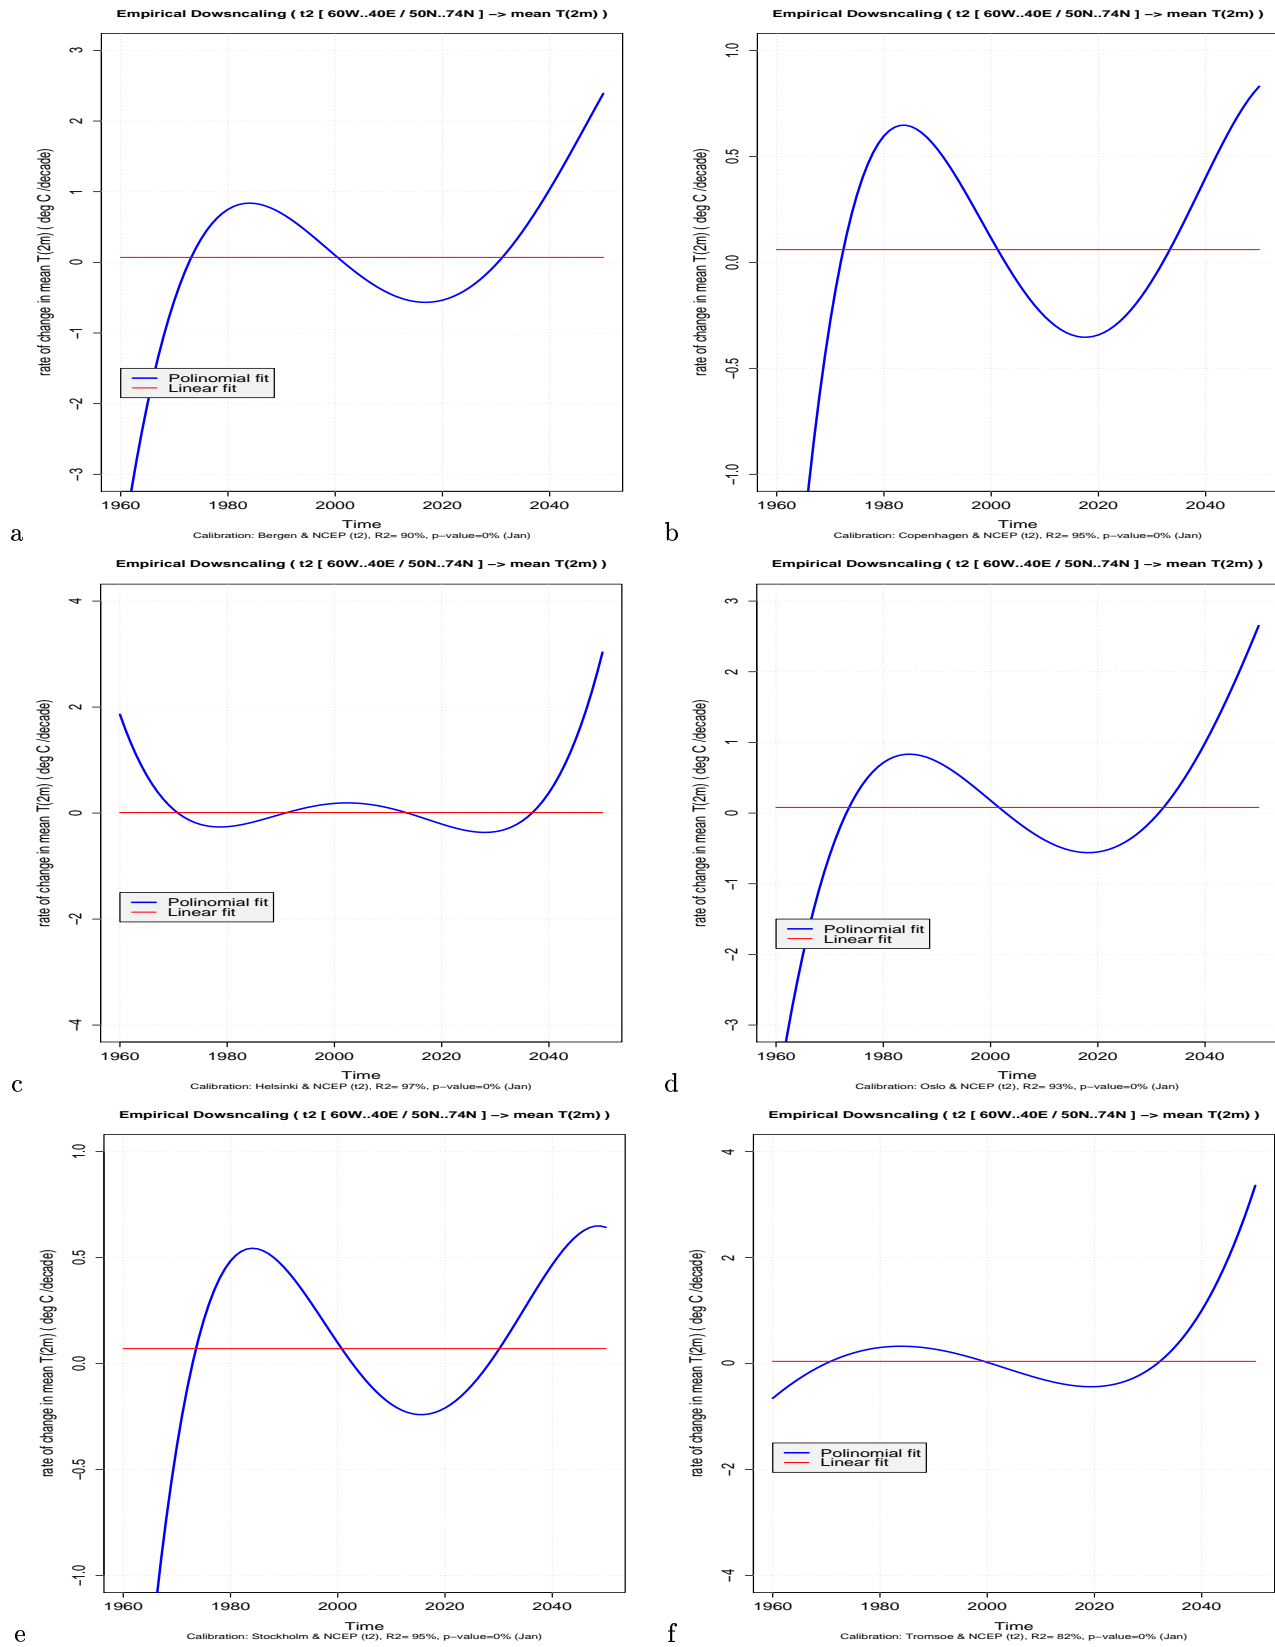 Empirical Dowsncaling ( t2 [ 60W..40E / 50N..74N ] −> mean T(2m) )
rate of change in mean T(2m) ( deg C /decade)
3
2
1
0
−1
−2
−3
Polinomial fit
Linear fit
1960 1980 2000 2020 2040
Time
Calibration: Bergen & NCEP (t2), R2= 90%, p−value=0% (Jan)
a
Empirical Dowsncaling ( t2 [ 60W..40E / 50N..74N ] −> mean T(2m) )
rate of change in mean T(2m) ( deg C /decade)
1.0
0.5
0.0
−0.5
−1.0
1960 1980 2000 2020 2040
Time
Calibration: Copenhagen & NCEP (t2), R2= 95%, p−value=0% (Jan)
b
Empirical Dowsncaling ( t2 [ 60W..40E / 50N..74N ] −> mean T(2m) )
rate of change in mean T(2m) ( deg C /decade)
4
2
0
−2
−4
Polinomial fit
Linear fit
1960 1980 2000 2020 2040
Time
Calibration: Helsinki & NCEP (t2), R2= 97%, p−value=0% (Jan)
c
Empirical Dowsncaling ( t2 [ 60W..40E / 50N..74N ] −> mean T(2m) )
rate of change in mean T(2m) ( deg C /decade)
3
2
1
0
−1
−2
−3
Polinomial fit
Linear fit
1960 1980 2000 2020 2040
Time
Calibration: Oslo & NCEP (t2), R2= 93%, p−value=0% (Jan)
d
Empirical Dowsncaling ( t2 [ 60W..40E / 50N..74N ] −> mean T(2m) )
rate of change in mean T(2m) ( deg C /decade)
1.0
0.5
0.0
−0.5
−1.0
1960 1980 2000 2020 2040
Time
Calibration: Stockholm & NCEP (t2), R2= 95%, p−value=0% (Jan)
e
Empirical Dowsncaling ( t2 [ 60W..40E / 50N..74N ] −> mean T(2m) )
rate of change in mean T(2m) ( deg C /decade)
4
2
0
−2
−4
Polinomial fit
Linear fit
1960 1980 2000 2020 2040
Time
Calibration: Tromsoe & NCEP (t2), R2= 82%, p−value=0% (Jan)
f